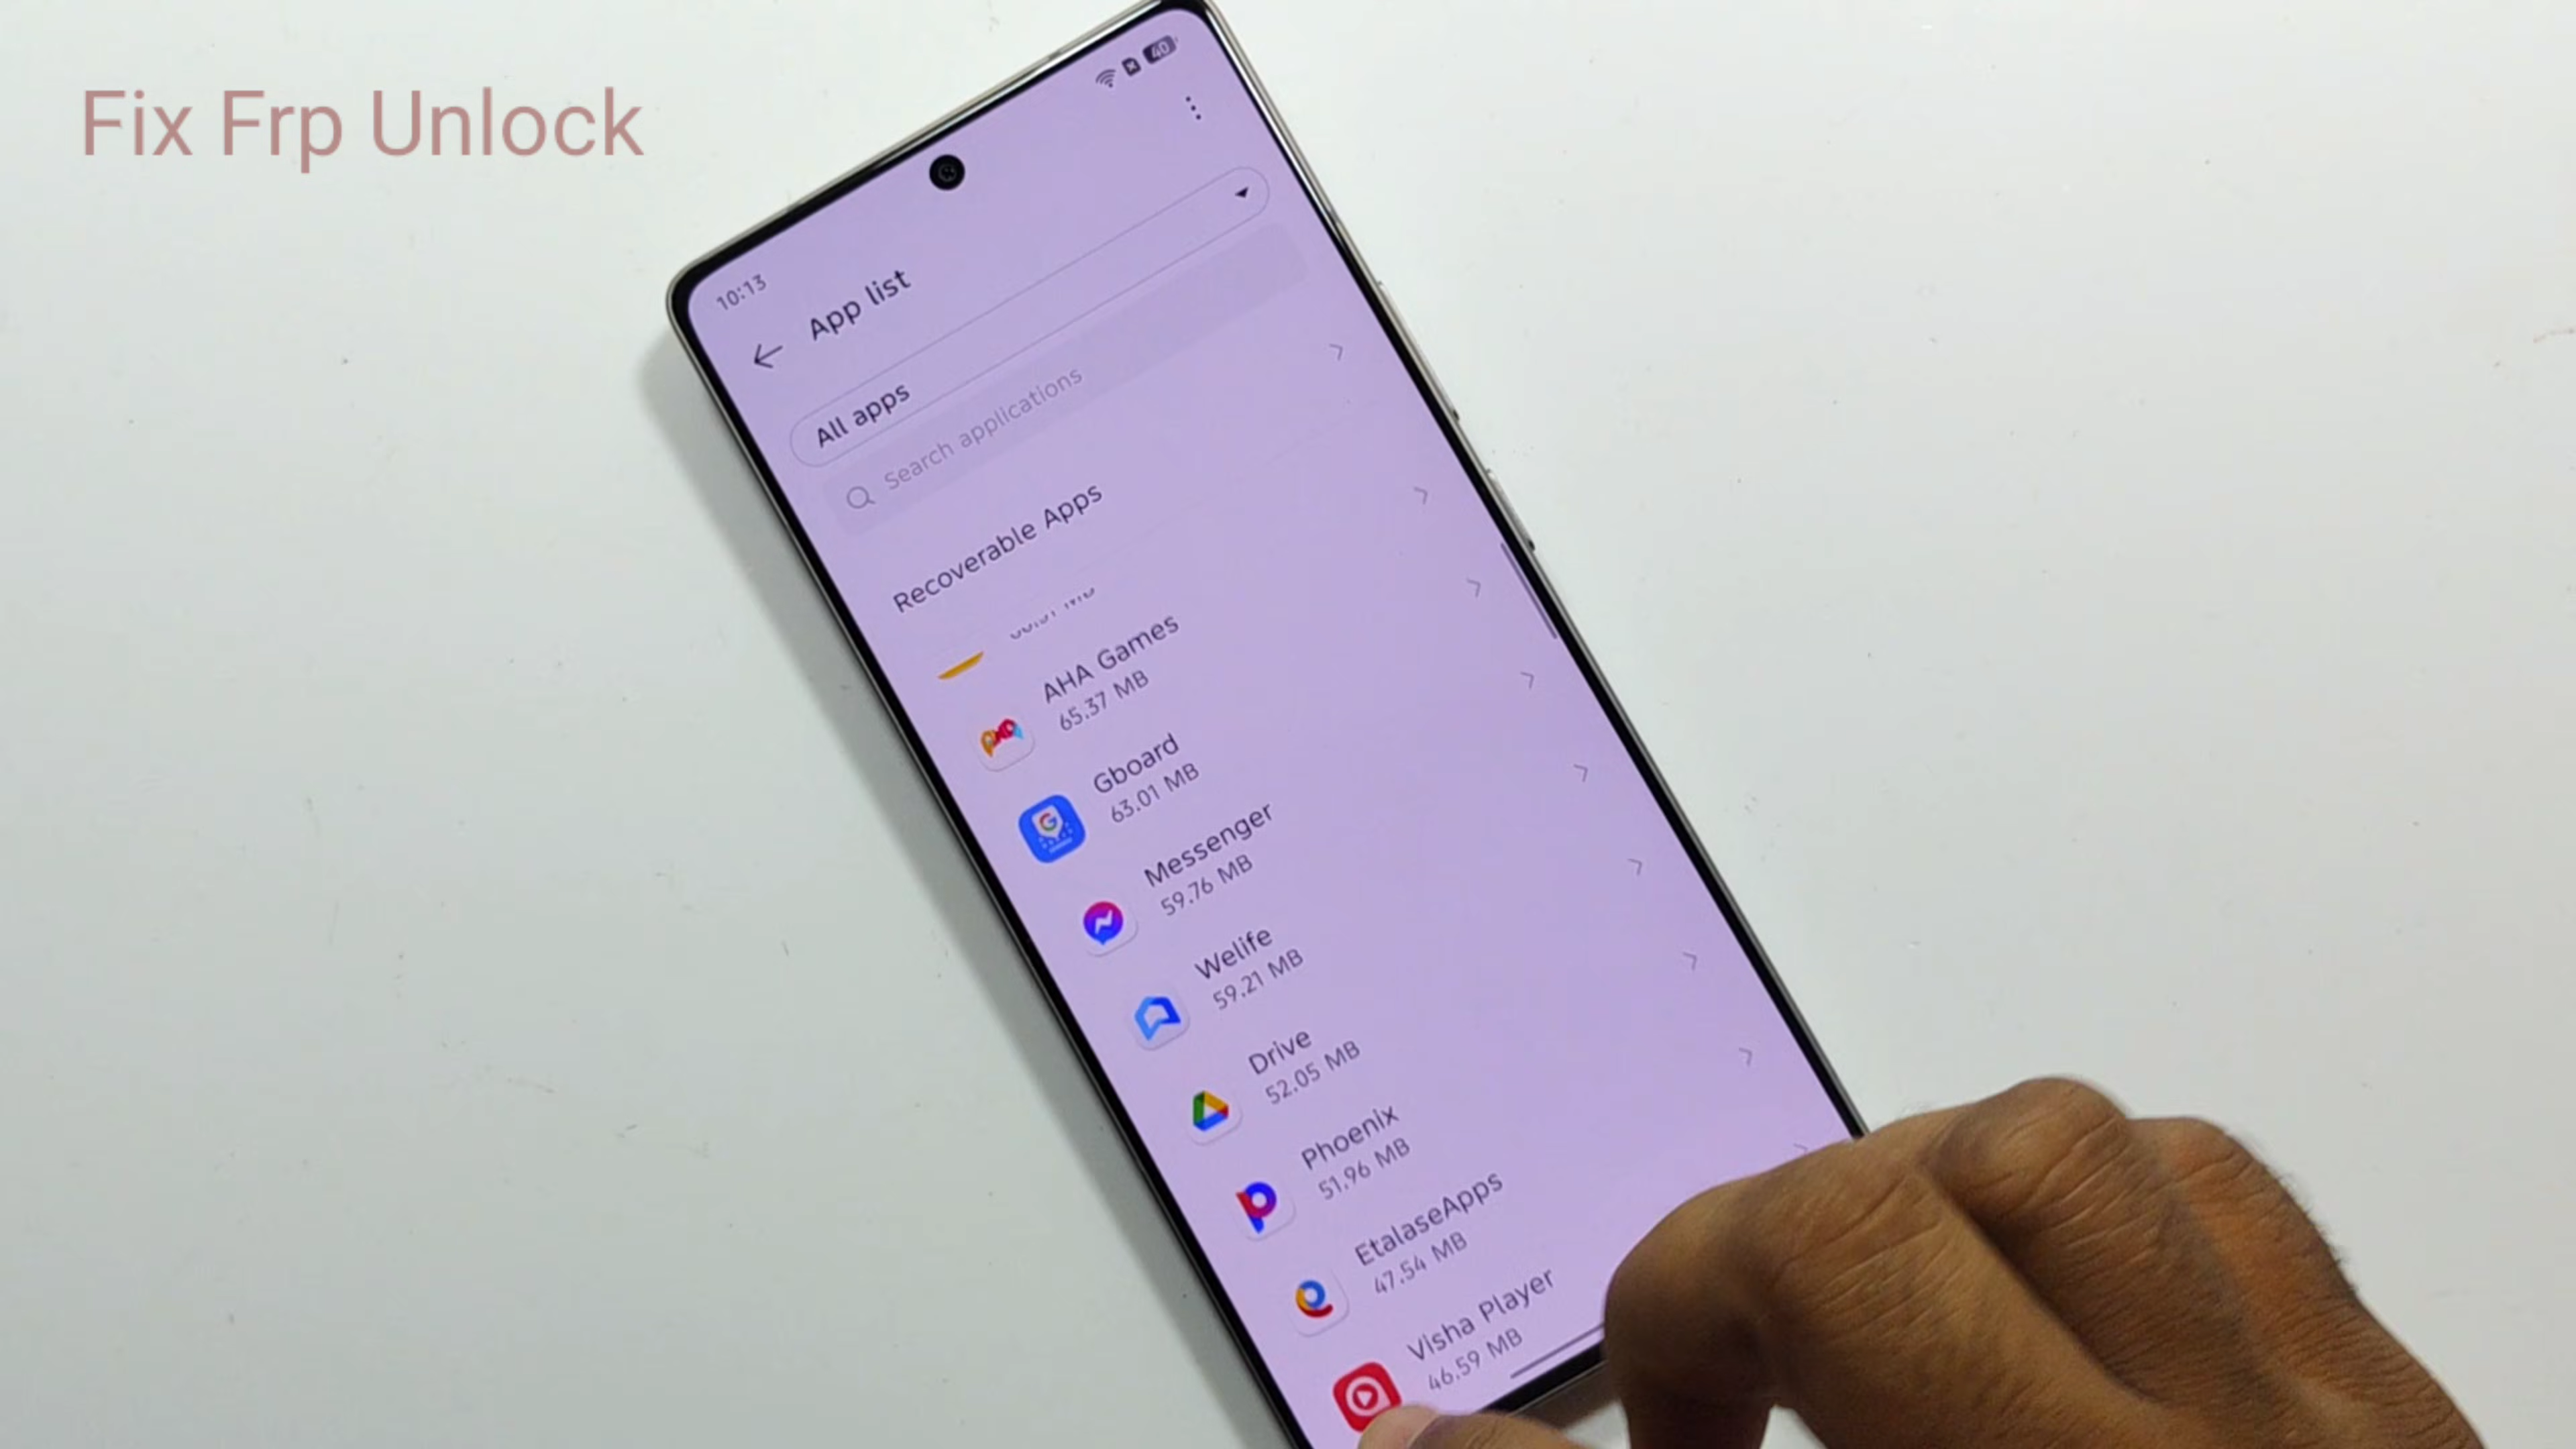 Fix Frp Unlock
40
10:13
App list
All apps
Search applications
Recoverable Apps
AHA Games
65.37 MB
Gboard
63.01 MB
Messenger
59.76 MB
Welife
59.21 MB
Drive
52.05 MB
Phoenix
51.96 MB
EtalaseApps
47.54 MB
Visha Player
46.59 MB